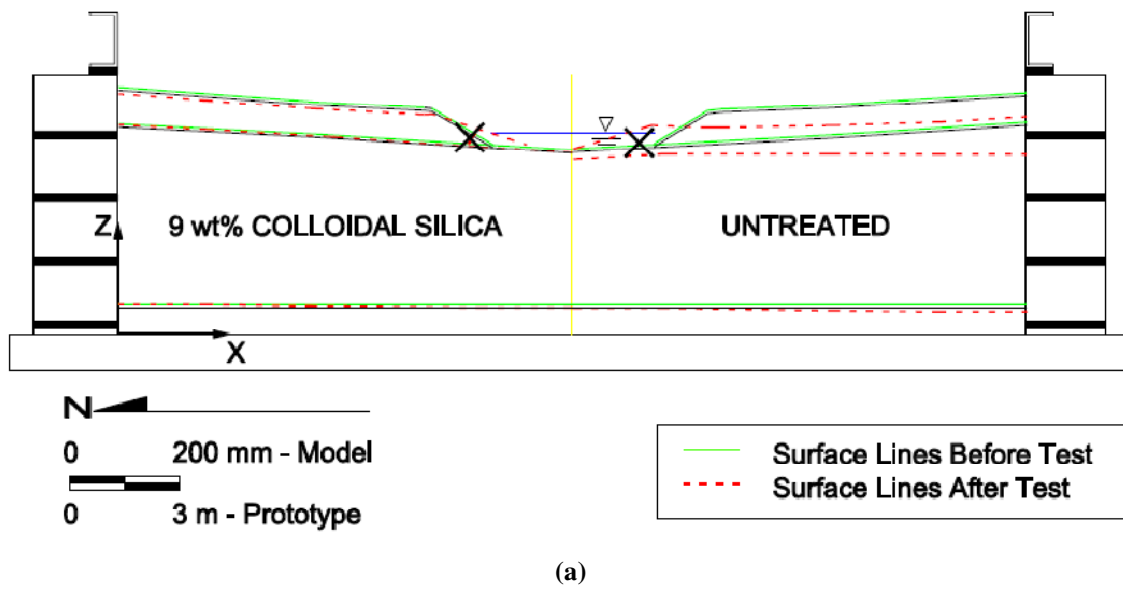 Z
9 wt% COLLOIDAL SILICA
UNTREATED
X
N
0 200 mm - Model
0 3 m - Prototype
Surface Lines Before Test
Surface Lines After Test
(a)